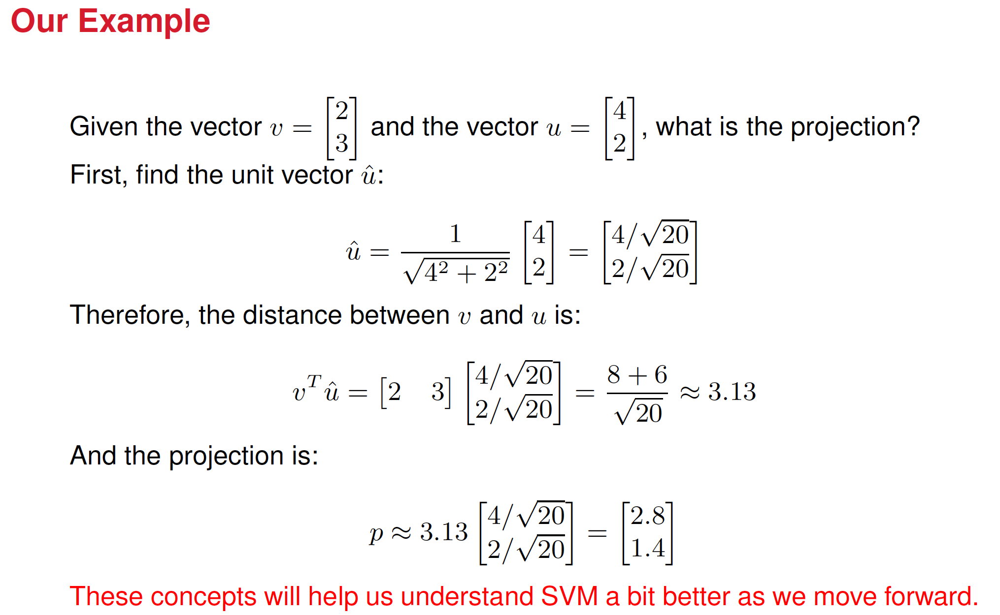 Our Example
Given the vector $v = \begin{bmatrix} 2 \\ 3 \end{bmatrix}$ and the vector $u = \begin{bmatrix} 4 \\ 2 \end{bmatrix}$, what is the projection?
First, find the unit vector $\hat{u}$:
$\hat{u} = \frac{1}{\sqrt{4^2 + 2^2}} \begin{bmatrix} 4 \\ 2 \end{bmatrix} = \begin{bmatrix} 4/\sqrt{20} \\ 2/\sqrt{20} \end{bmatrix}$
Therefore, the distance between $v$ and $u$ is:
$v^T \hat{u} = \begin{bmatrix} 2 & 3 \end{bmatrix} \begin{bmatrix} 4/\sqrt{20} \\ 2/\sqrt{20} \end{bmatrix} = \frac{8 + 6}{\sqrt{20}} \approx 3.13$
And the projection is:
$p \approx 3.13 \begin{bmatrix} 4/\sqrt{20} \\ 2/\sqrt{20} \end{bmatrix} = \begin{bmatrix} 2.8 \\ 1.4 \end{bmatrix}$
These concepts will help us understand SVM a bit better as we move forward.